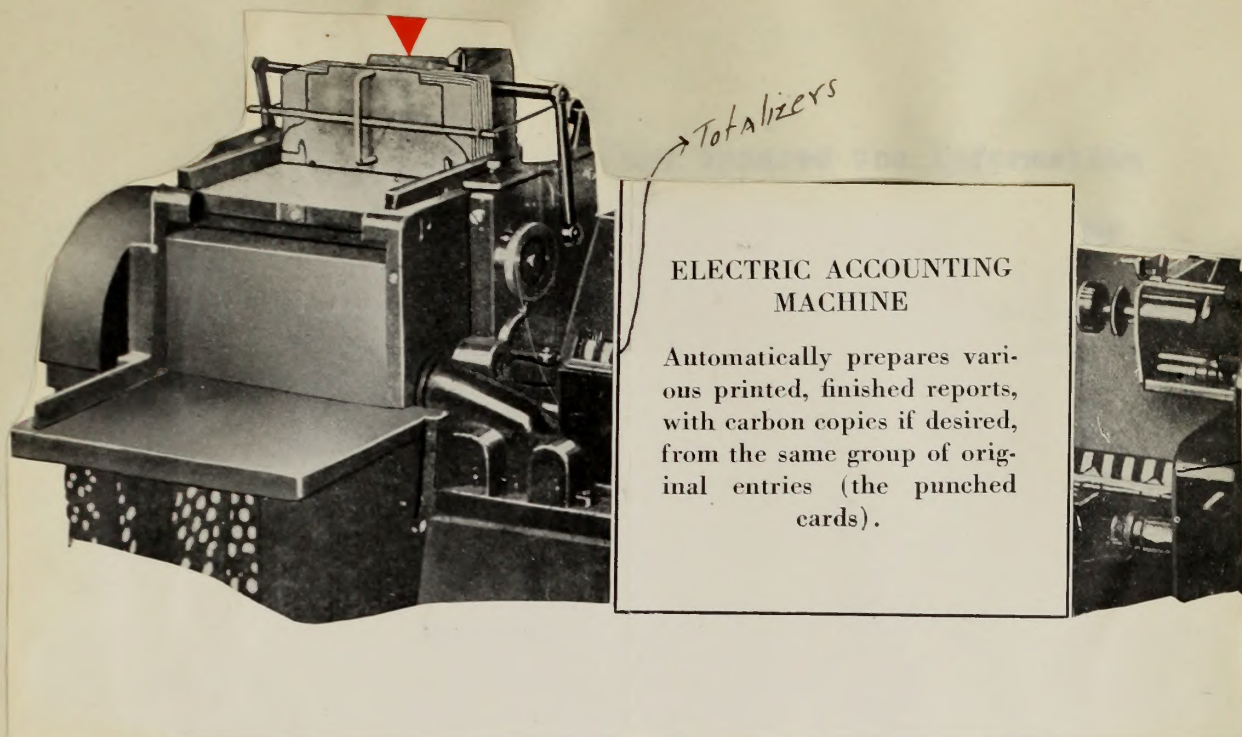 Totalizers
ELECTRIC ACCOUNTING
MACHINE
Automatically prepares vari-
ous printed, finished reports,
with carbon copies if desired,
from the same group of orig-
inal entries (the punched
cards).